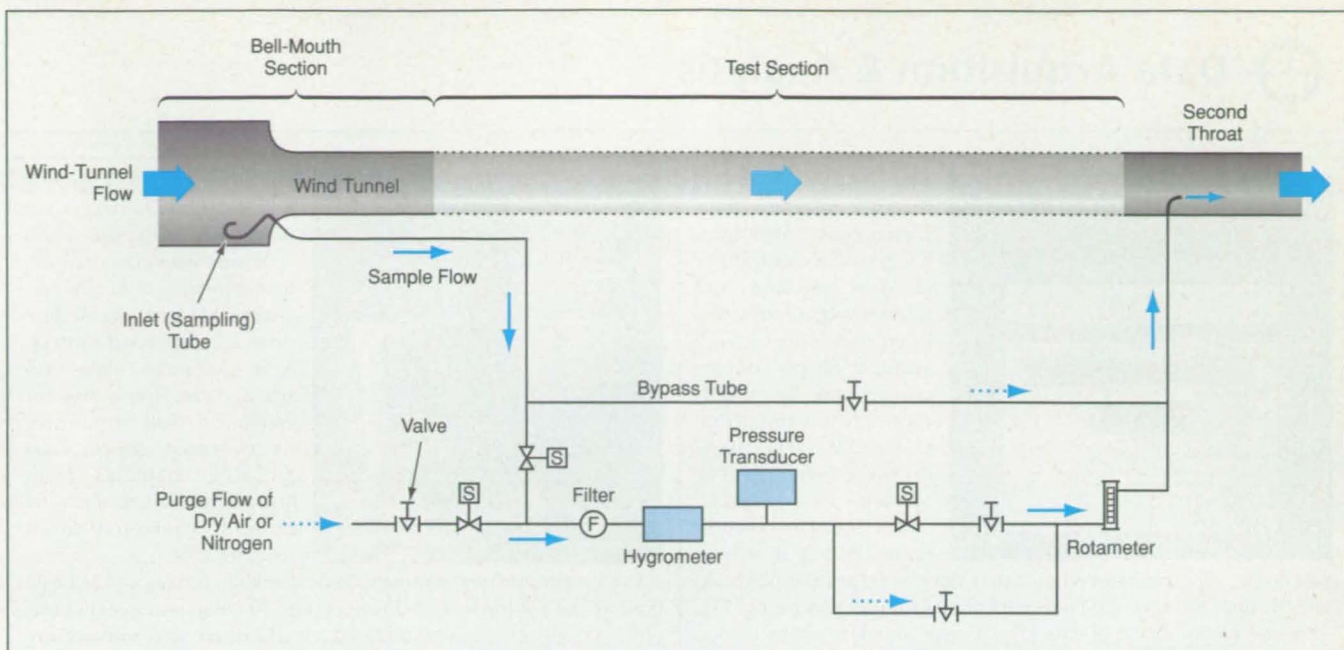 Bell-Mouth
Section
Test Section
Second
Throat
Wind-Tunnel
Flow
Wind Tunnel
Sample Flow
Inlet (Sampling)
Tube
Bypass Tube
Valve
Pressure
Transducer
S
S
S
Purge Flow of
Dry Air or
Nitrogen
Filter
F
Hygrometer
Rotameter